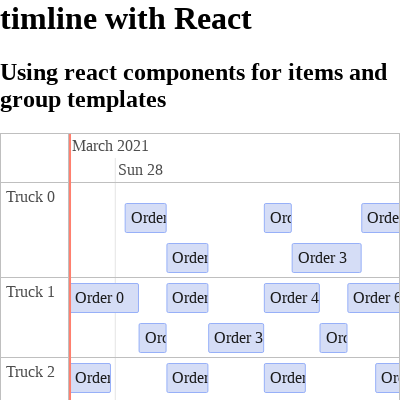 timline with React
Using react components for items and
group templates
March 2021
Sun 28
Truck 0
Order
Orc
Orde
Order
Order 3
Truck 1
Order 0
Order
Order 4
Order 6
Orc
Order 3
Orc
Truck 2
Order
Order
Order
Or